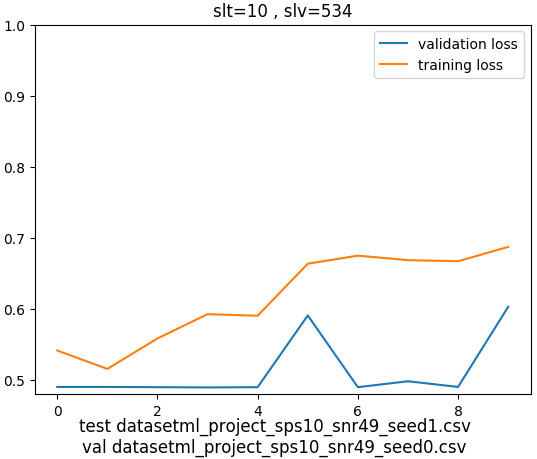 slt=10 , slv=534
1.0
validation loss
training loss
0.9
0.8
0.7
0.6
0.5
0 2 4 6 8
test datasetml_project_sps10_snr49_seed1.csv
val datasetml_project_sps10_snr49_seed0.csv